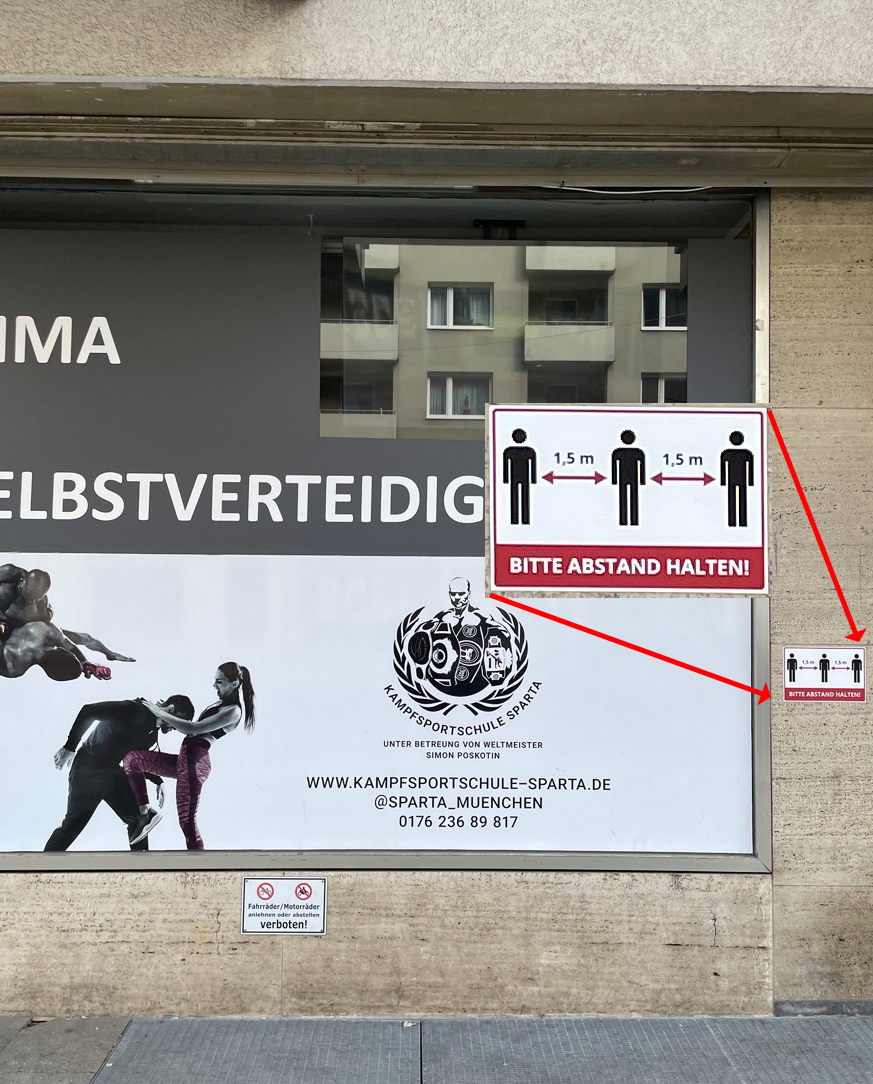 MMA
ELBSTVERTEIDIG
1,5 m 1,5 m
BITTE ABSTAND HALTEN!
KAMPFSPORTSCHULE SPARTA
UNTER BETREUNG VON WELTMEISTER
SIMON POSKOTIN
WWW.KAMPFSPORTSCHULE-SPARTA.DE
@SPARTA_MUENCHEN
0176 236 89 817
1,5 m 1,5 m
BITTE ABSTAND HALTEN!
Fahrräder/Motorräder
anlehnen oder abstellen
verboten!